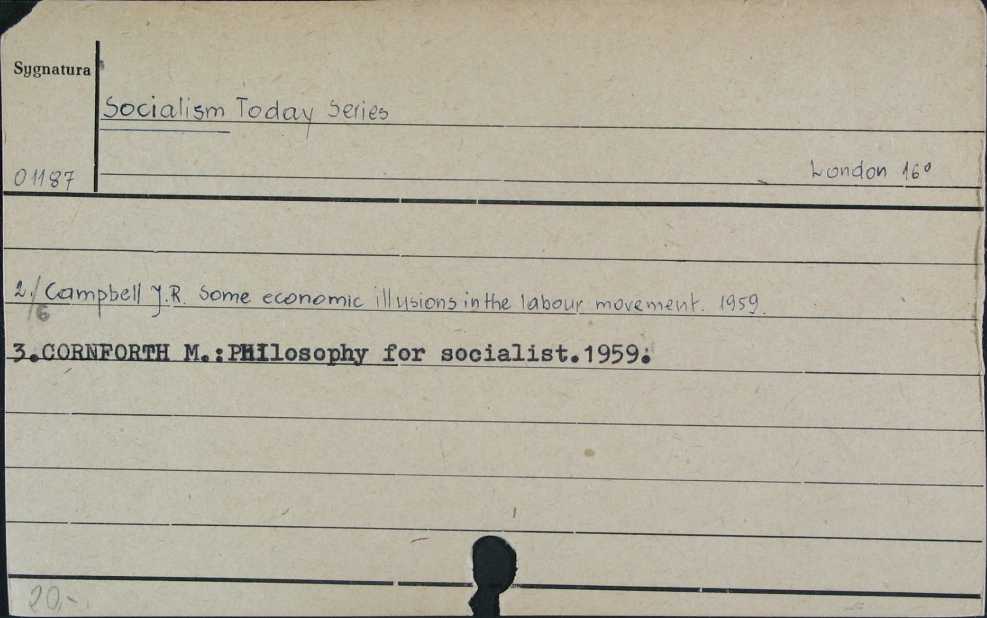 Sygnatura
Socialism Today Series
01187
London 16°
2./ Campbell J.R. Some economic illusions in the labour movement. 1959.
6
3.CORNFORTH M.:PHIlosophy for socialist.1959.
20,-